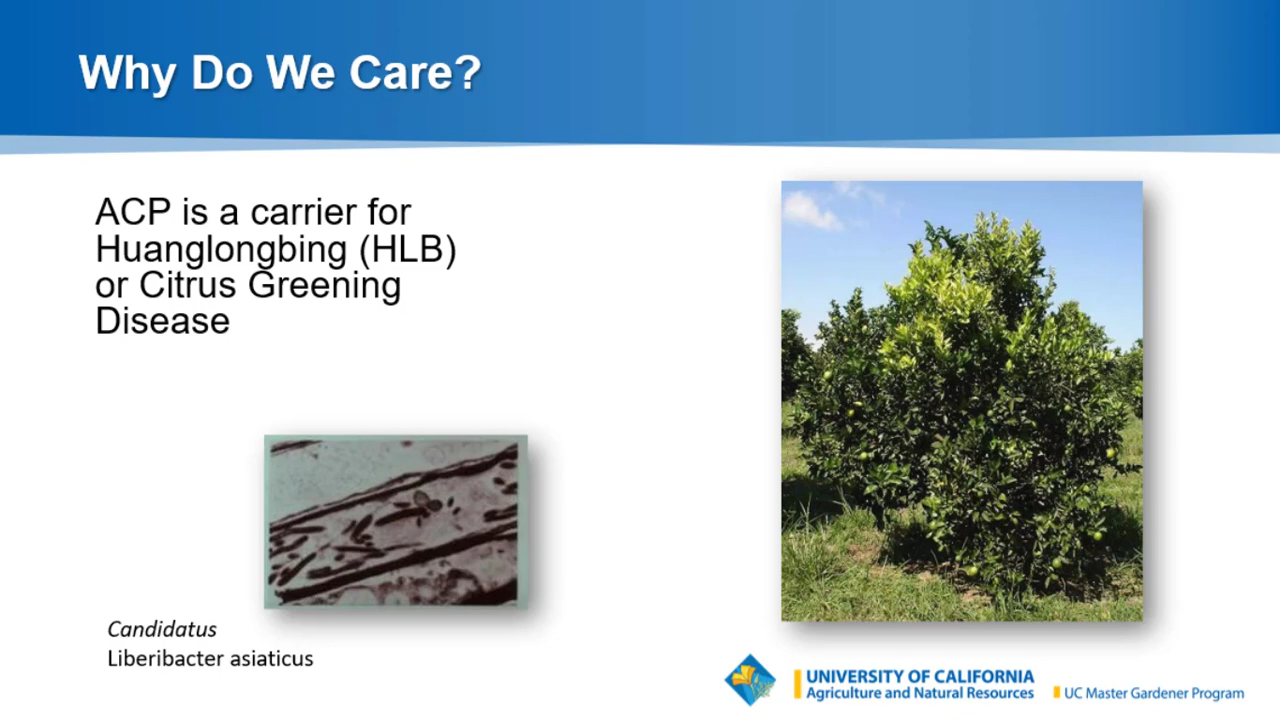 Why Do We Care?
ACP is a carrier for
Huanglongbing (HLB)
or Citrus Greening
Disease
Candidatus
Liberibacter asiaticus
UNIVERSITY OF CALIFORNIA
Agriculture and Natural Resources
UC Master Gardener Program